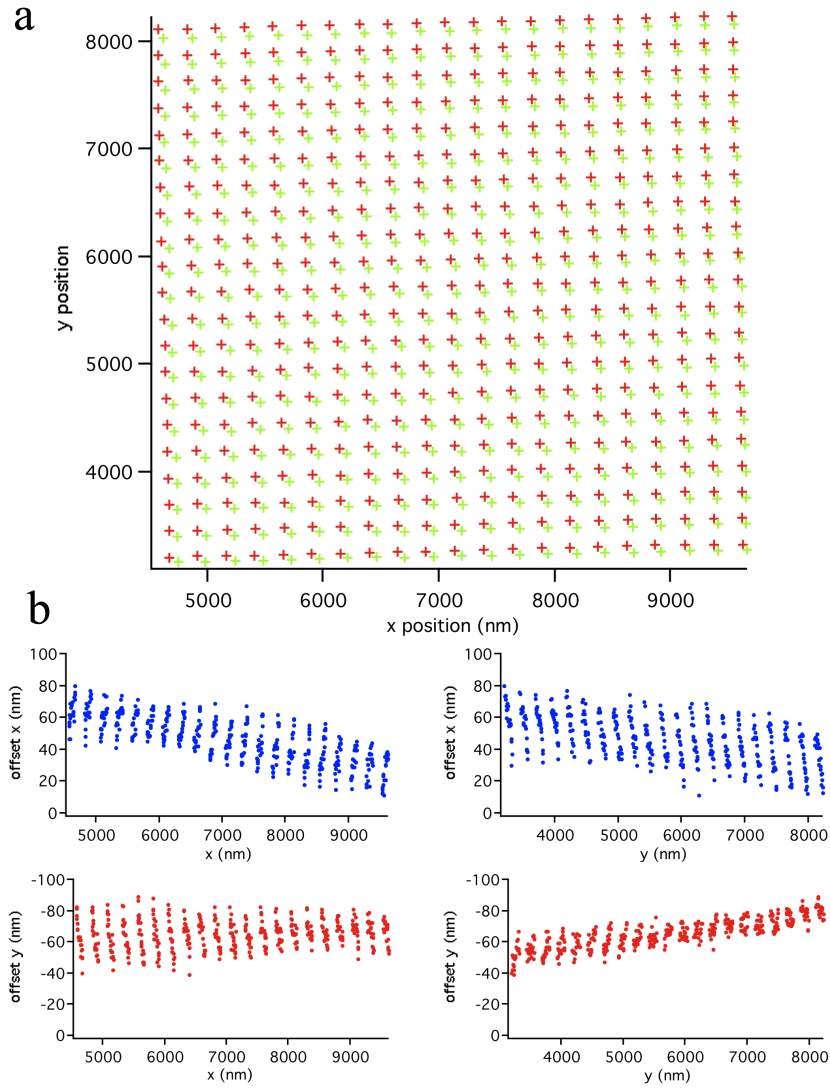 a
8000
7000
6000
5000
4000
y position
5000 6000 7000 8000 9000
x position (nm)
b
100
80
60
40
20
0
offset x (nm)
5000 6000 7000 8000 9000
x (nm)
100
80
60
40
20
0
offset x (nm)
4000 5000 6000 7000 8000
y (nm)
-100
-80
-60
-40
-20
0
offset y (nm)
5000 6000 7000 8000 9000
x (nm)
-100
-80
-60
-40
-20
0
offset y (nm)
4000 5000 6000 7000 8000
y (nm)